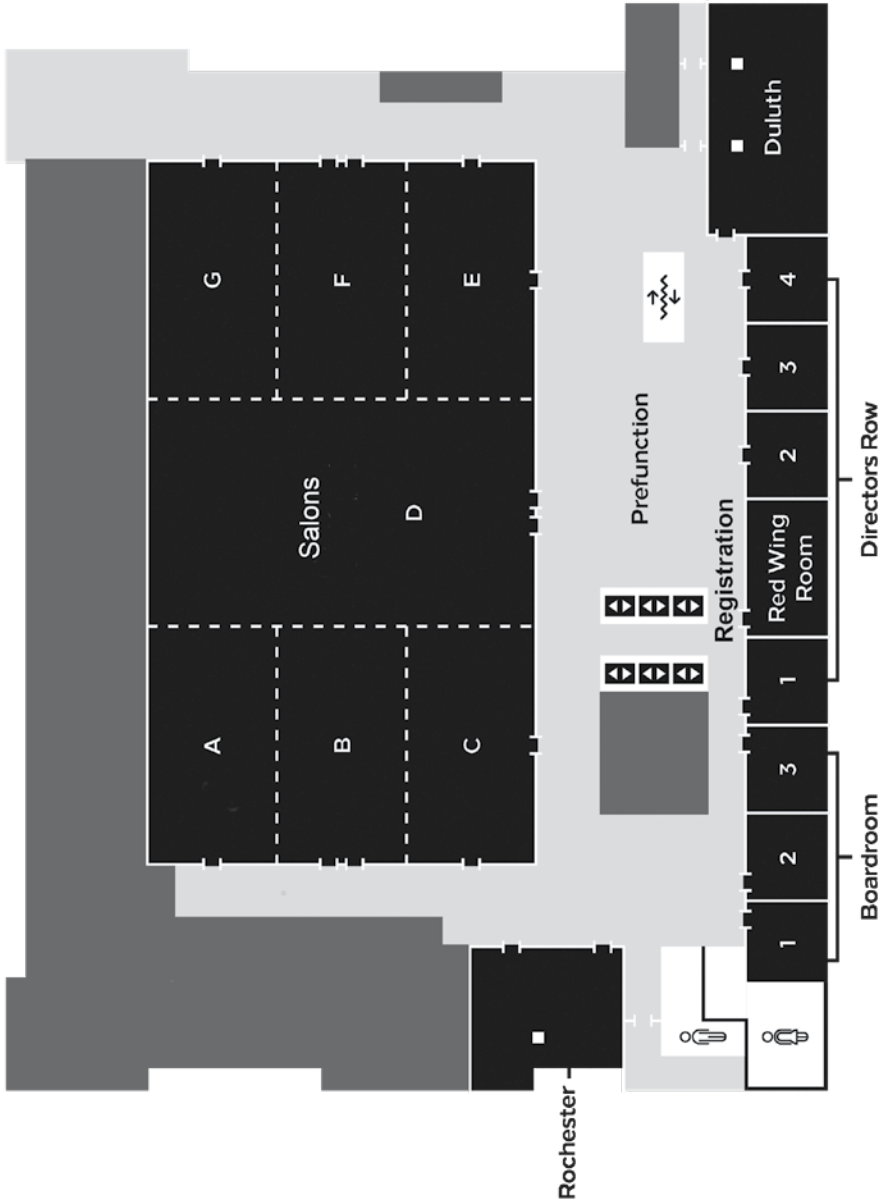 A
G
B
Salons
F
D
C
E
Prefunction
Rochester
Registration
Duluth
1
2
3
1
Red Wing
Room
2
3
4
Boardroom
Directors Row